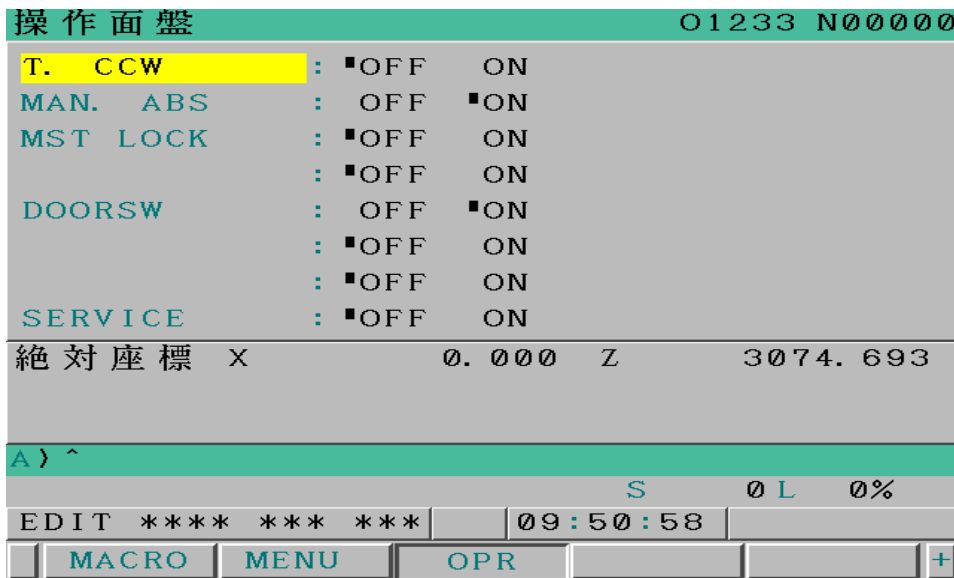 操作面盤 O1233 N00000
T. CCW : ■OFF ON
MAN. ABS : OFF ■ON
MST LOCK : ■OFF ON
: ■OFF ON
DOORSW : OFF ■ON
: ■OFF ON
: ■OFF ON
SERVICE : ■OFF ON
絶対座標 X 0.000 Z 3074.693
A) ^
S 0 L 0%
EDIT **** *** *** 09:50:58
MACRO MENU OPR +